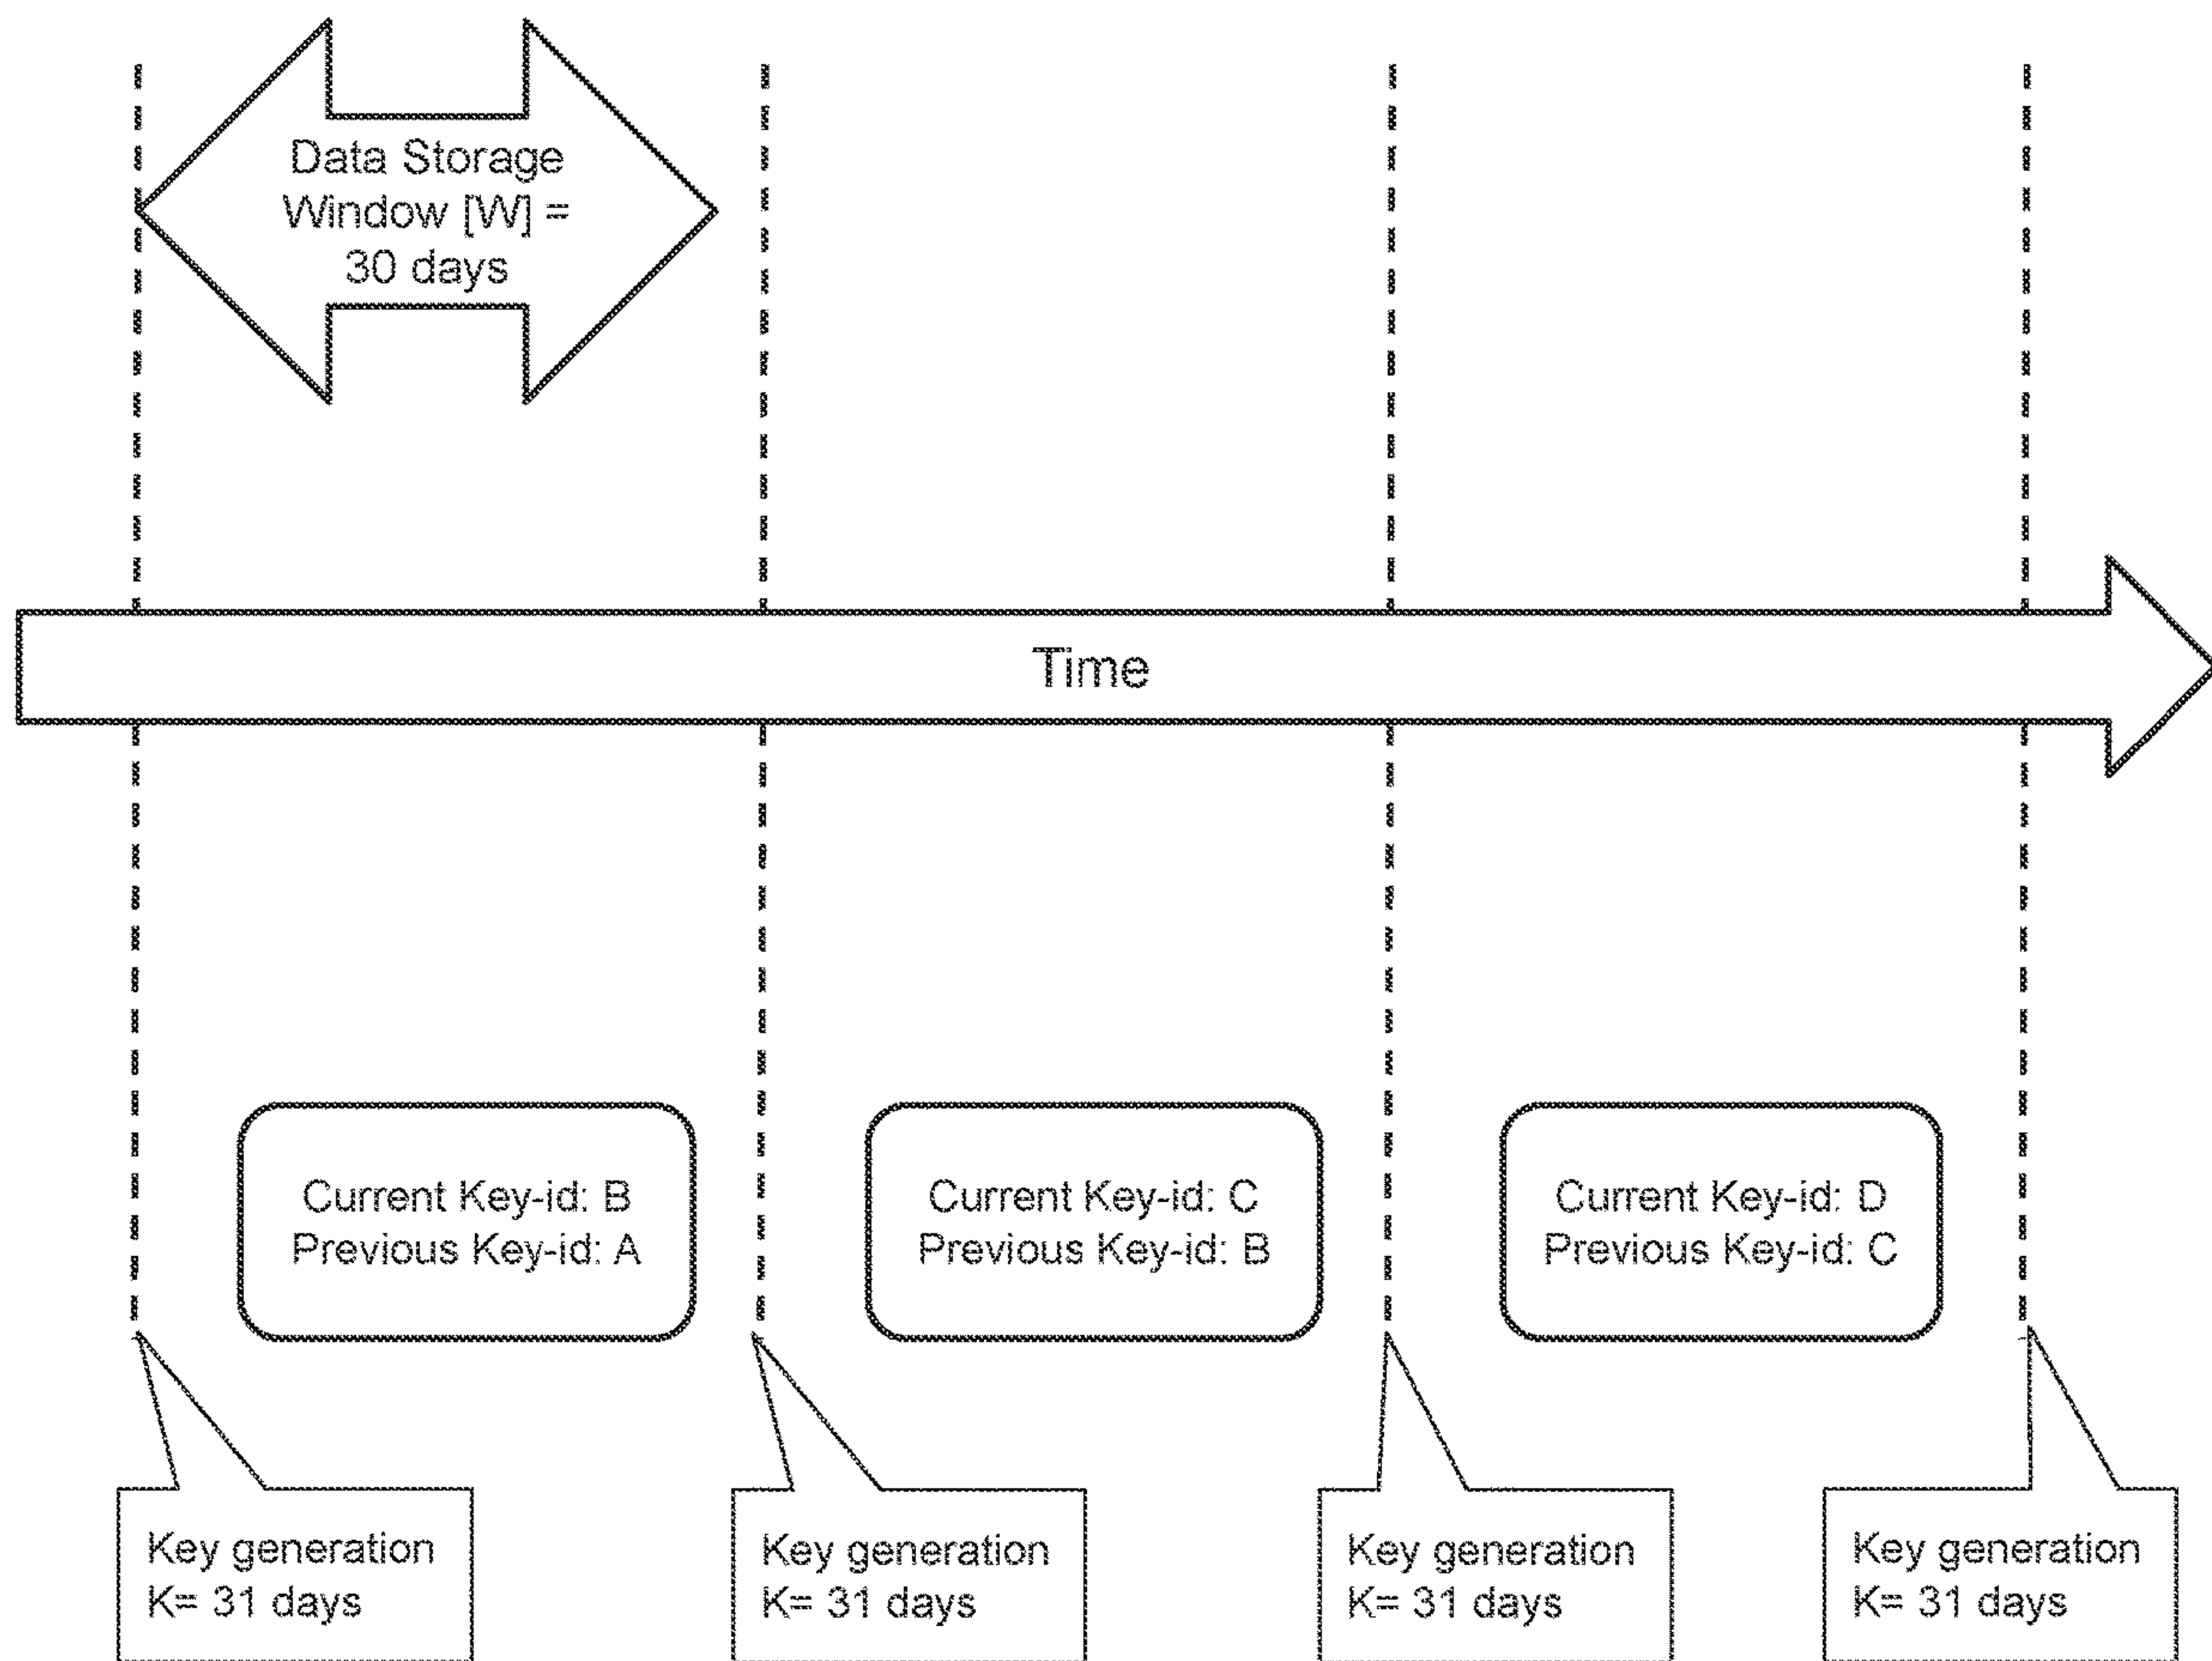 Data Storage
Window [W] =
30 days
Time
Current Key-id: B
Previous Key-id: A
Current Key-id: C
Previous Key-id: B
Current Key-id: D
Previous Key-id: C
Key generation
K= 31 days
Key generation
K= 31 days
Key generation
K= 31 days
Key generation
K= 31 days